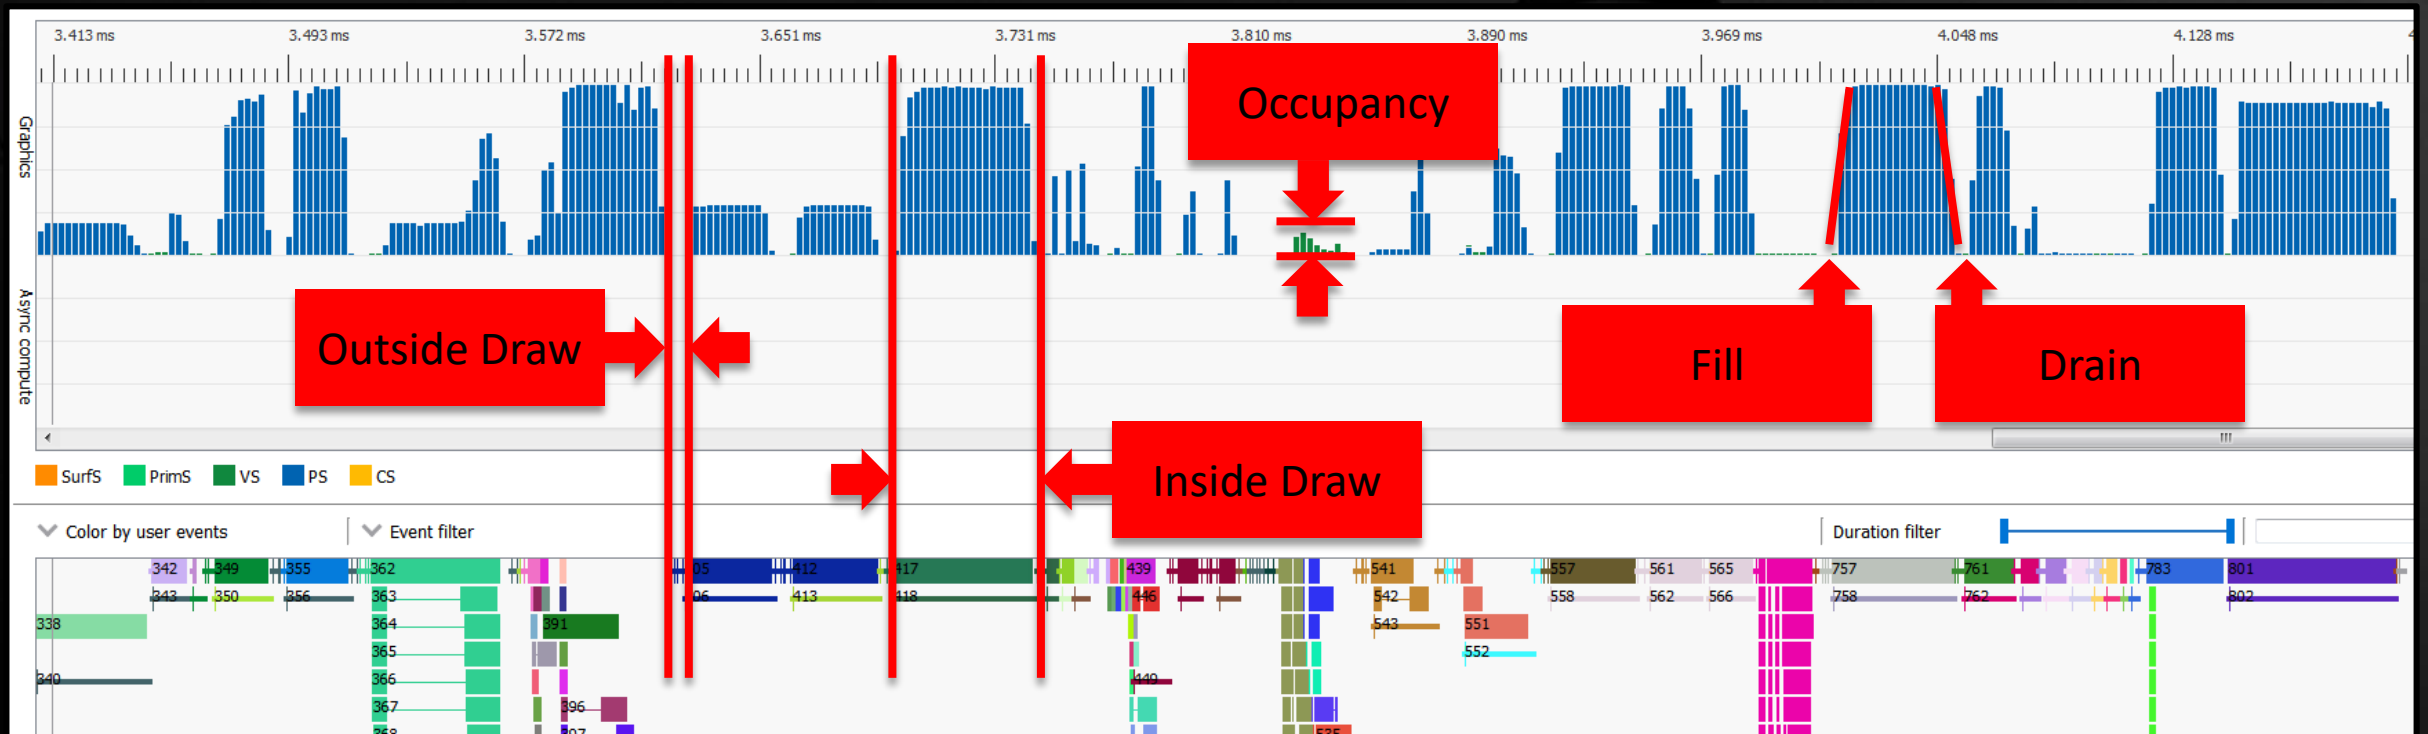 3.413 ms 3.493 ms 3.572 ms 3.651 ms 3.731 ms 3.810 ms 3.890 ms 3.969 ms 4.048 ms 4.128 ms
Graphics
Occupancy
Async compute
Outside Draw
Fill
Drain
Inside Draw
SurfS PrimS VS PS CS
Color by user events Event filter Duration filter
342 349 355 362 05 412 417 439 541 557 561 565 757 761 783 801
343 350 356 363 06 413 418 446 542 558 562 566 758 762 802
338 364 391 543 551
365 552
340 366 449
367 396